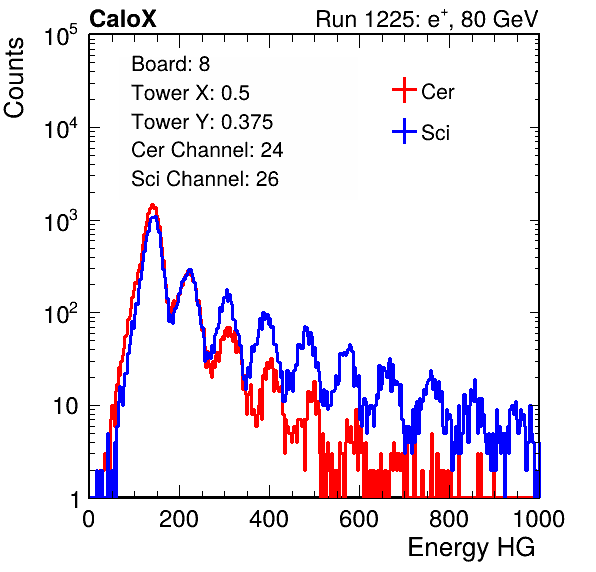 CaloX Run 1225: e⁺, 80 GeV
Board: 8
Tower X: 0.5
Tower Y: 0.375
Cer Channel: 24
Sci Channel: 26
Cer
Sci
Counts
10⁵
10⁴
10³
10²
10
1
0 200 400 600 800 1000
Energy HG